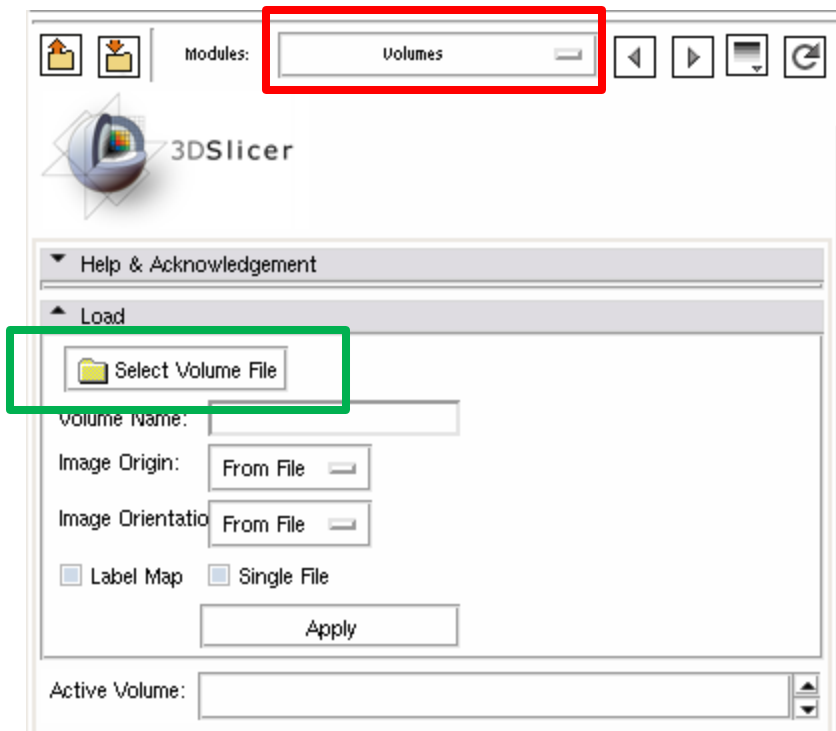 Modules: Volumes
3DSlicer
Help & Acknowledgement
Load
Select Volume File
Volume Name:
Image Origin: From File
Image Orientatio From File
Label Map Single File
Apply
Active Volume: